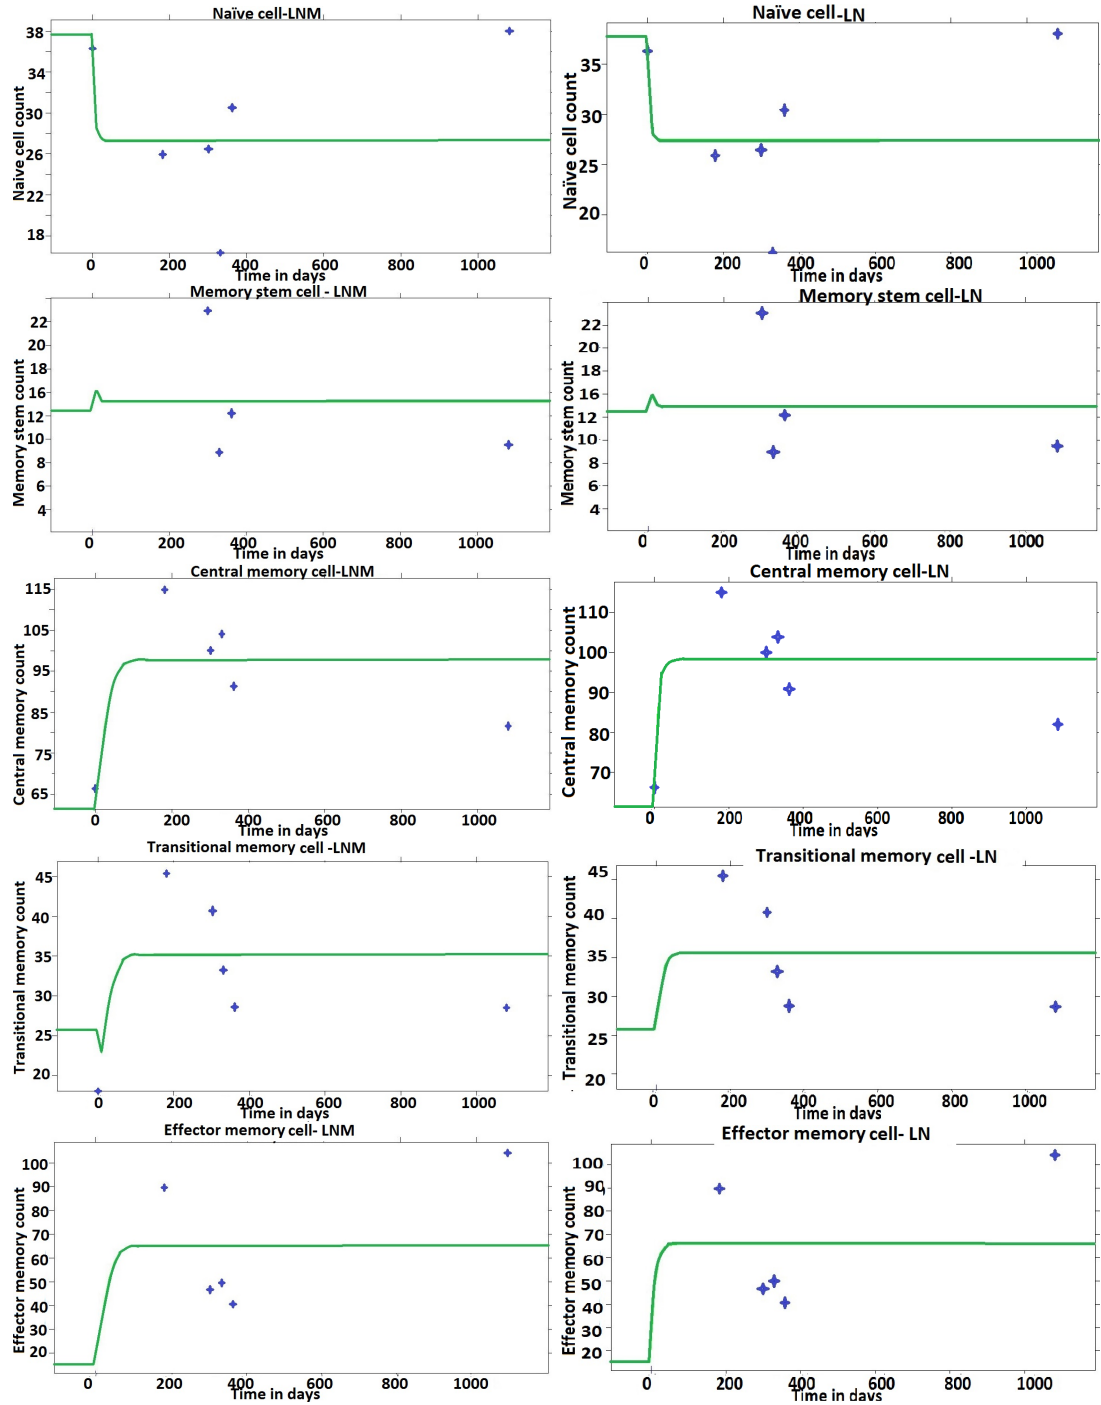 Naïve cell-LNM
Naïve cell count
38
34
30
26
22
18
0 200 400 600 800 1000
Time in days
Naïve cell-LN
Naïve cell count
35
30
25
20
0 200 400 600 800 1000
Time in days
Memory stem cell - LNM
Memory stem count
22
20
18
16
12
10
8
6
4
0 200 400 600 800 1000
Time in days
Memory stem cell-LN
Memory stem count
22
20
18
16
12
10
8
6
4
0 200 400 600 800 1000
Time in days
Central memory cell-LNM
Central memory count
115
105
95
85
75
65
0 200 400 600 800 1000
Time in days
Central memory cell-LN
Central memory count
110
100
90
80
70
0 200 400 600 800 1000
Time in days
Transitional memory cell -LNM
Transitional memory count
45
40
35
30
25
20
0 200 400 600 800 1000
Time in days
Transitional memory cell -LN
Transitional memory count
45
40
35
30
25
20
0 200 400 600 800 1000
Time in days
Effector memory cell- LNM
Effector memory count
100
90
80
70
60
50
40
30
20
0 200 400 600 800 1000
Time in days
Effector memory cell- LN
Effector memory count
100
90
80
70
60
50
40
30
20
0 200 400 600 800 1000
Time in days